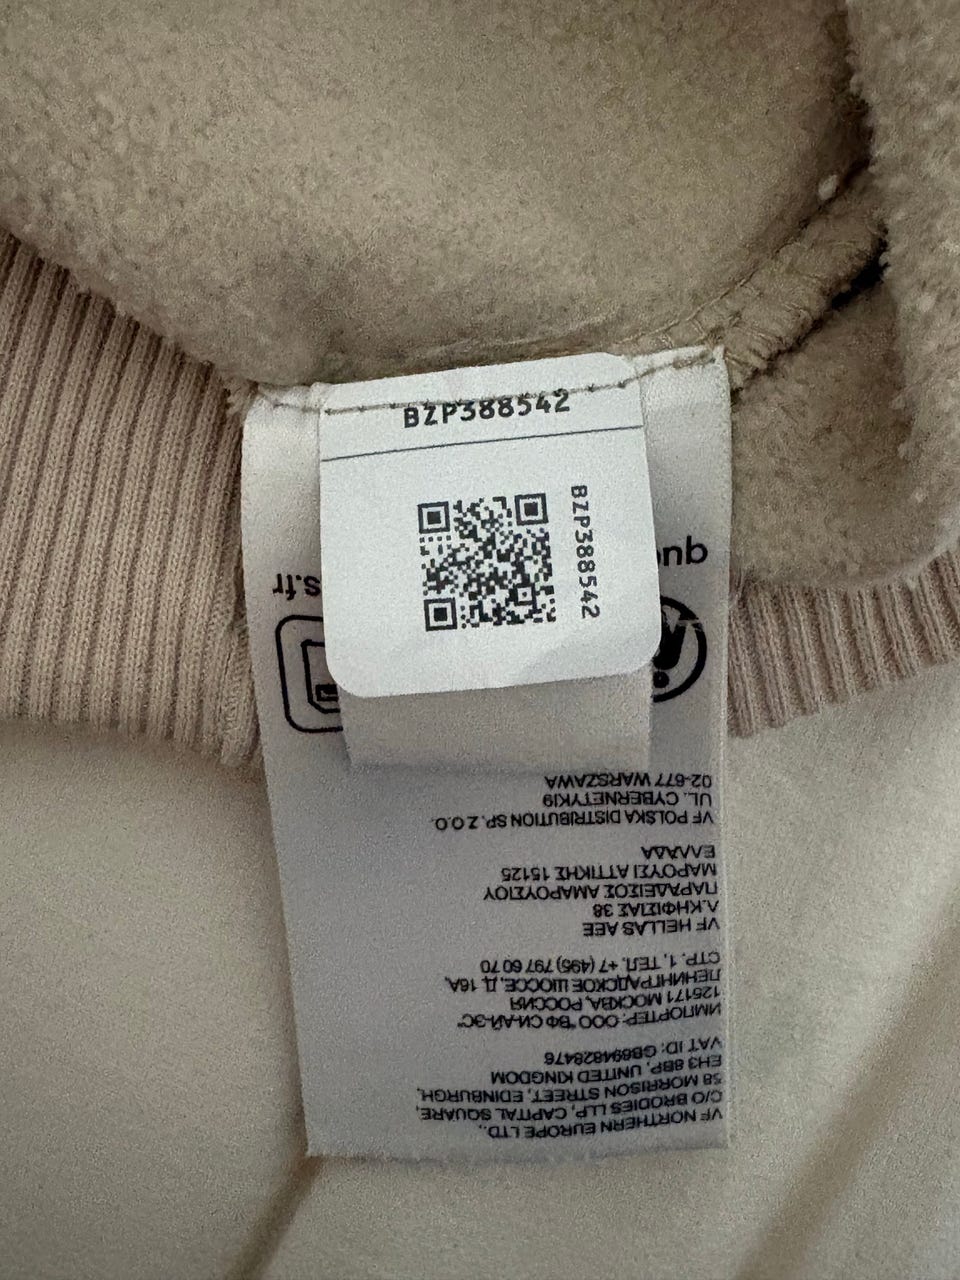 BZP388542
BZP388542
s.fr
VF NORTHERN EUROPE LTD.,
C/O BRODIES LLP, CAPITAL SQUARE,
58 MORRISON STREET, EDINBURGH,
EH3 8BP, UNITED KINGDOM
VAT ID: GB694828476
ИМПОРТЕР: ООО "ВФ СИ-АЙ-ЭС"
125171 МОСКВА, РОССИЯ
ЛЕНИНГРАДСКОЕ ШОССЕ, Д. 16А,
СТР. 1, ТЕЛ. +7 (495) 797 60 70
VF HELLAS AEE
Λ.ΚΗΦΙΣΙΑΣ 38
ΠΑΡΑΔΕΙΣΟΣ ΑΜΑΡΟΥΣΙΟΥ
ΜΑΡΟΥΣΙ ΑΤΤΙΚΗΣ 15125
ΕΛΛΑΔΑ
VF POLSKA DISTRIBUTION SP. Z O.O.
UL. CYBERNETYKI9
02-677 WARSZAWA